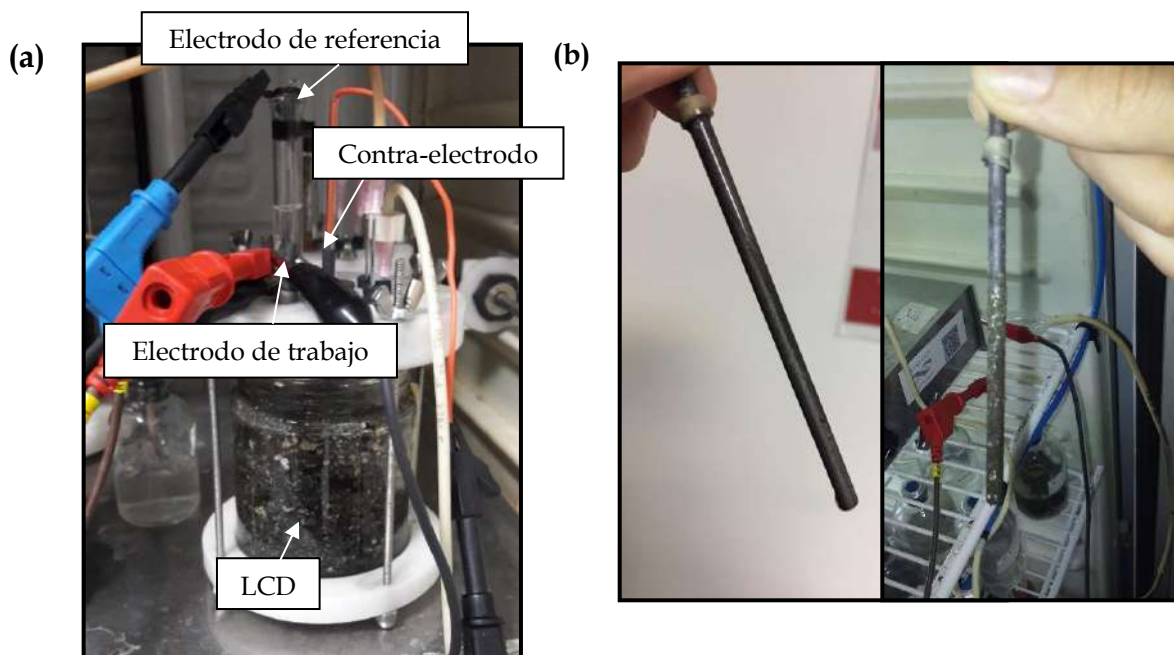 (a)
Electrodo de referencia
Contra-electrodo
Electrodo de trabajo
LCD
(b)